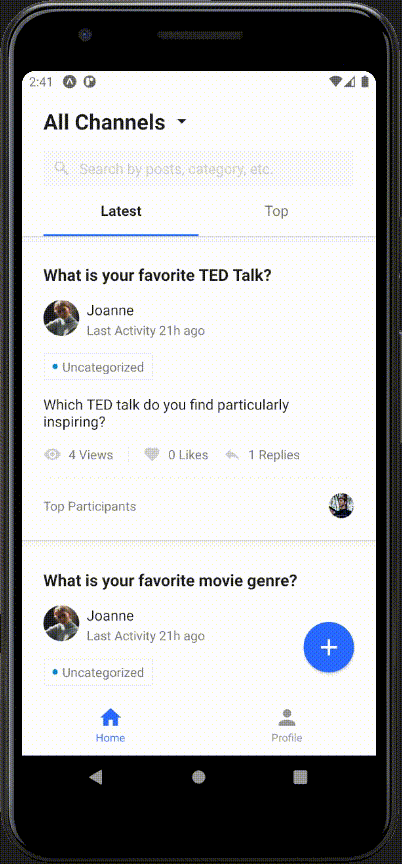 2:41
All Channels
Search by posts, category, etc.
Latest Top
What is your favorite TED Talk?
Joanne
Last Activity 21h ago
Uncategorized
Which TED talk do you find particularly
inspiring?
4 Views 0 Likes 1 Replies
Top Participants
What is your favorite movie genre?
Joanne
Last Activity 21h ago
Uncategorized
Home Profile